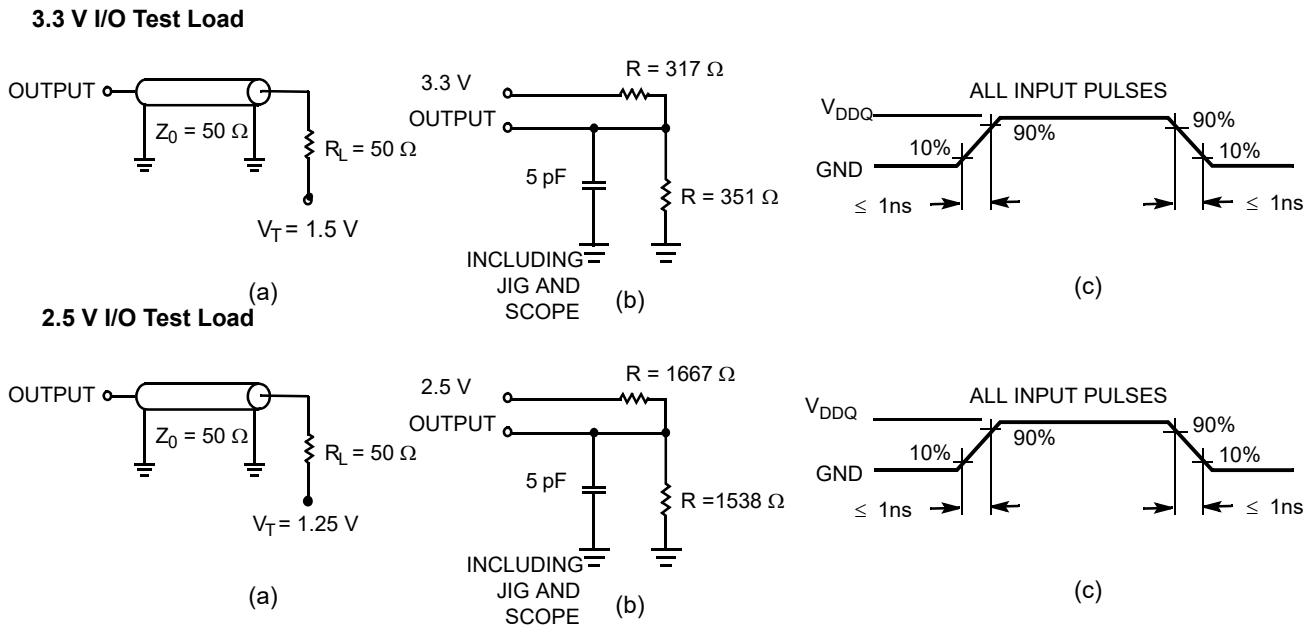 3.3 V I/O Test Load
OUTPUT
Z0 = 50 Ω
RL = 50 Ω
VT = 1.5 V
(a)
3.3 V
OUTPUT
R = 317 Ω
5 pF
R = 351 Ω
INCLUDING
JIG AND
SCOPE
(b)
ALL INPUT PULSES
VDDQ
GND
10%
90%
90%
10%
≤ 1ns
≤ 1ns
(c)
2.5 V I/O Test Load
OUTPUT
Z0 = 50 Ω
RL = 50 Ω
VT = 1.25 V
(a)
2.5 V
OUTPUT
R = 1667 Ω
5 pF
R =1538 Ω
INCLUDING
JIG AND
SCOPE
(b)
ALL INPUT PULSES
VDDQ
GND
10%
90%
90%
10%
≤ 1ns
≤ 1ns
(c)